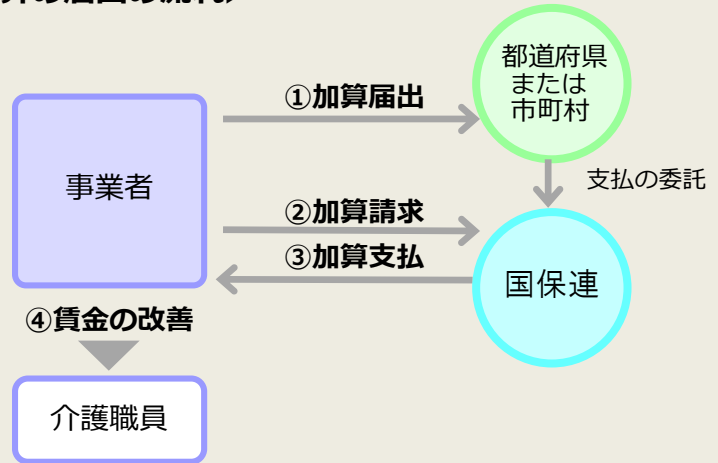 都道府県
または
市町村
①加算届出
事業者
支払の委託
②加算請求
③加算支払
国保連
④賃金の改善
介護職員